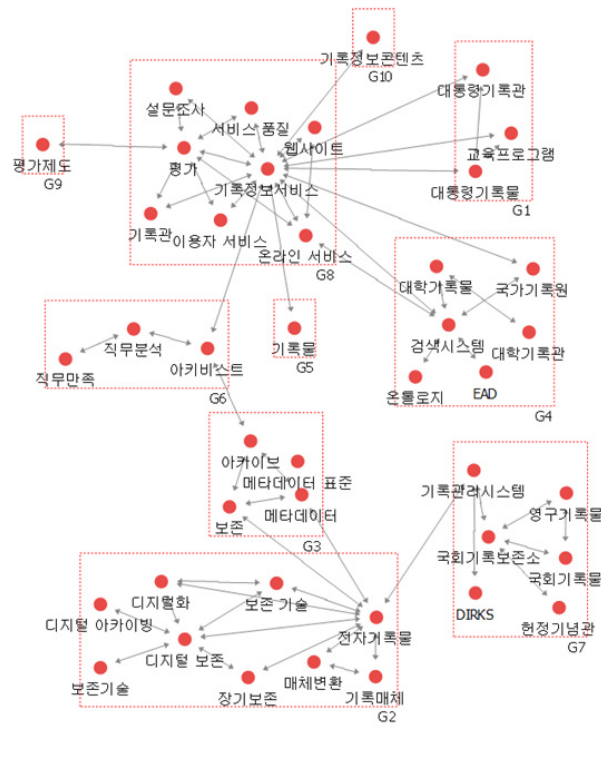 기록정보콘텐츠
G10
대통령기록관
교육프로그램
대통령기록물
G1
설문조사
서비스 품질
웹사이트
평가
기록정보서비스
기록관
이용자 서비스
온라인 서비스
G8
평가제도
G9
대학기록물
국가기록원
검색시스템
대학기록관
온톨로지
EAD
G4
기록물
G5
직무분석
직무만족
아키비스트
G6
아카이브
메타데이터 표준
메타데이터
보존
G3
기록관리시스템
영구기록물
국회기록보존소
국회기록물
DIRKS
헌정기념관
G7
디지털화
보존 기술
디지털 아카이빙
전자기록물
디지털 보존
보존기술
장기보존
매체변환
기록매체
G2